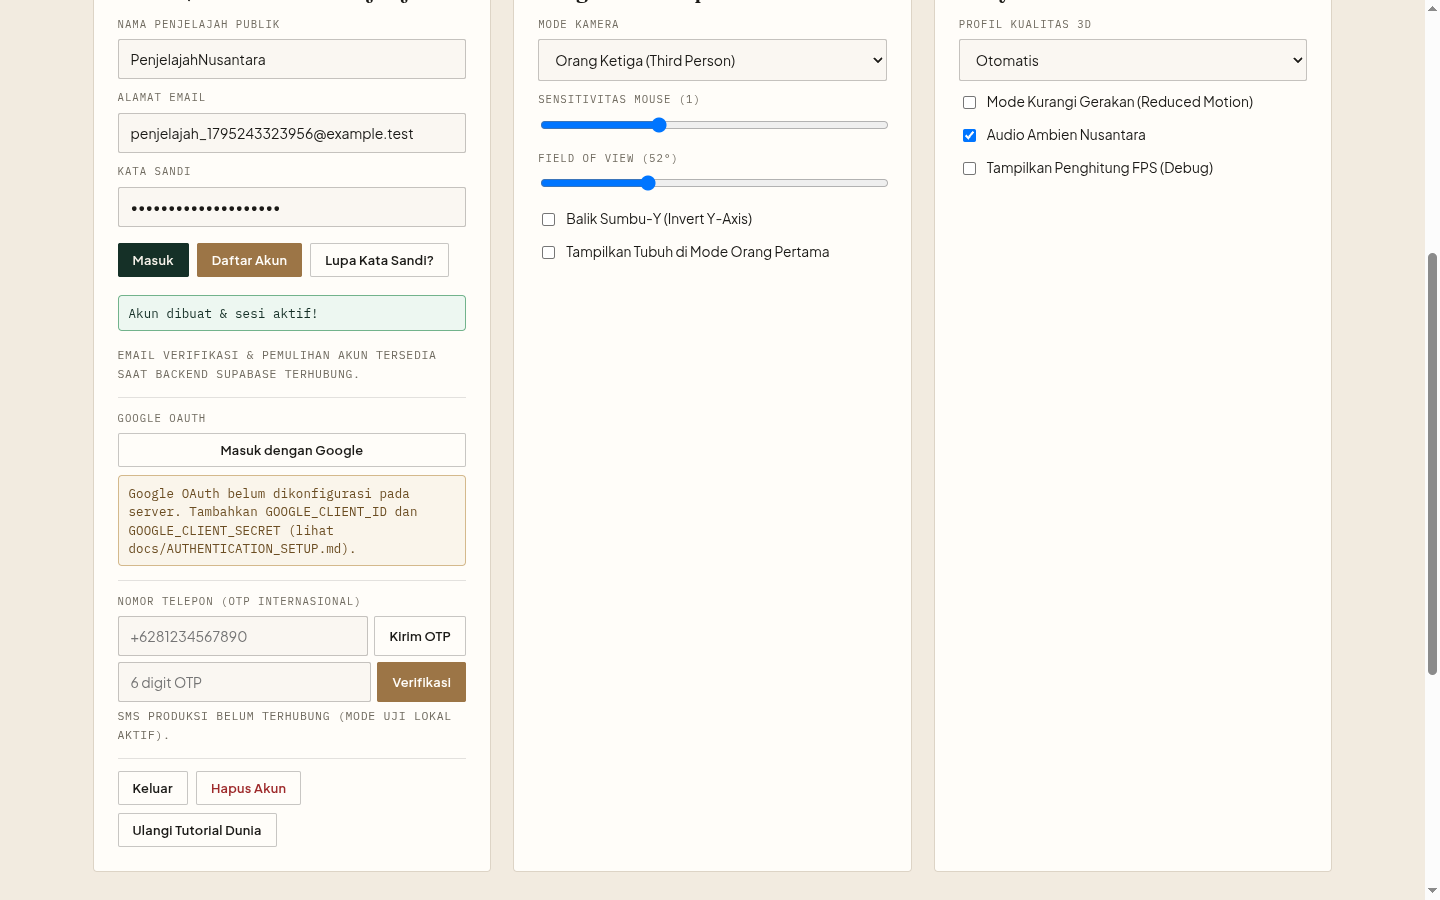 NAMA PENJELAJAH PUBLIK
PenjelajahNusantara
ALAMAT EMAIL
penjelajah_1795243323956@example.test
KATA SANDI
••••••••••••••••••••
Masuk
Daftar Akun
Lupa Kata Sandi?
Akun dibuat & sesi aktif!
EMAIL VERIFIKASI & PEMULIHAN AKUN TERSEDIA
SAAT BACKEND SUPABASE TERHUBUNG.
GOOGLE OAUTH
Masuk dengan Google
Google OAuth belum dikonfigurasi pada
server. Tambahkan GOOGLE_CLIENT_ID dan
GOOGLE_CLIENT_SECRET (lihat
docs/AUTHENTICATION_SETUP.md).
NOMOR TELEPON (OTP INTERNASIONAL)
+6281234567890
Kirim OTP
6 digit OTP
Verifikasi
SMS PRODUKSI BELUM TERHUBUNG (MODE UJI LOKAL
AKTIF).
Keluar
Hapus Akun
Ulangi Tutorial Dunia
MODE KAMERA
Orang Ketiga (Third Person)
SENSITIVITAS MOUSE (1)
FIELD OF VIEW (52°)
Balik Sumbu-Y (Invert Y-Axis)
Tampilkan Tubuh di Mode Orang Pertama
PROFIL KUALITAS 3D
Otomatis
Mode Kurangi Gerakan (Reduced Motion)
Audio Ambien Nusantara
Tampilkan Penghitung FPS (Debug)